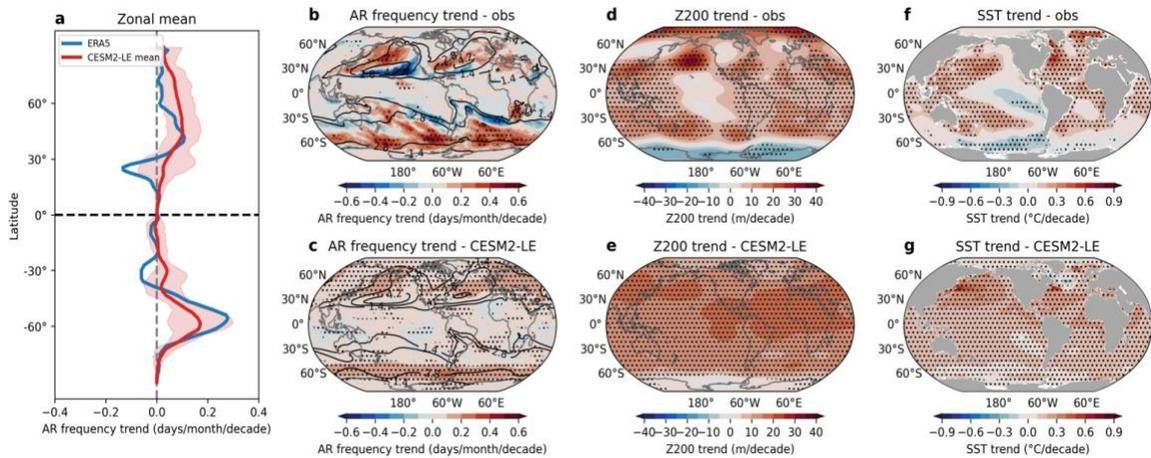 a Zonal mean
ERA5
CESM2-LE mean
Latitude
60°
30°
0°
-30°
-60°
−0.4 −0.2 0.0 0.2 0.4
AR frequency trend (days/month/decade)
b AR frequency trend - obs
60°N
30°N
0°
30°S
60°S
180° 60°W 60°E
−0.6 −0.4 −0.2 0.0 0.2 0.4 0.6
AR frequency trend (days/month/decade)
d Z200 trend - obs
60°N
30°N
0°
30°S
60°S
180° 60°W 60°E
−40 −30 −20 −10 0 10 20 30 40
Z200 trend (m/decade)
f SST trend - obs
60°N
30°N
0°
30°S
60°S
180° 60°W 60°E
−0.9 −0.6 −0.3 0.0 0.3 0.6 0.9
SST trend (°C/decade)
c AR frequency trend - CESM2-LE
60°N
30°N
0°
30°S
60°S
180° 60°W 60°E
−0.6 −0.4 −0.2 0.0 0.2 0.4 0.6
AR frequency trend (days/month/decade)
e Z200 trend - CESM2-LE
60°N
30°N
0°
30°S
60°S
180° 60°W 60°E
−40 −30 −20 −10 0 10 20 30 40
Z200 trend (m/decade)
g SST trend - CESM2-LE
60°N
30°N
0°
30°S
60°S
180° 60°W 60°E
−0.9 −0.6 −0.3 0.0 0.3 0.6 0.9
SST trend (°C/decade)